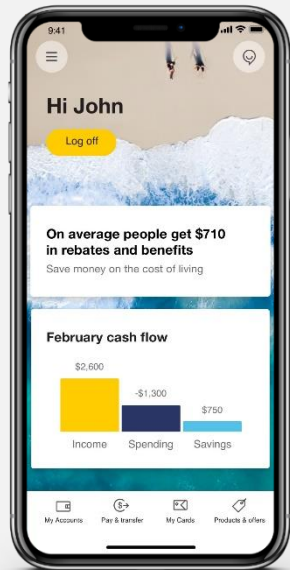 9:41
Hi John
Log off
On average people get $710
in rebates and benefits
Save money on the cost of living
February cash flow
$2,600
-$1,300
$750
Income Spending Savings
My Accounts Pay & transfer My Cards Products & offers